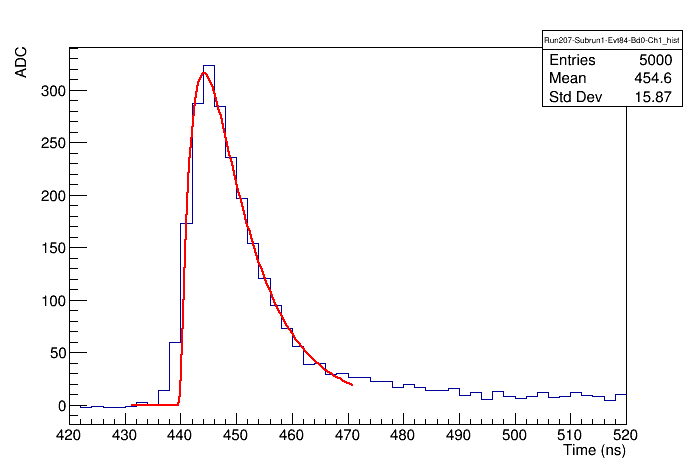 Run207-Subrun1-Evt84-Bd0-Ch1_hist
Entries 5000
Mean 454.6
Std Dev 15.87
ADC
300
250
200
150
100
50
0
420 430 440 450 460 470 480 490 500 510 520
Time (ns)